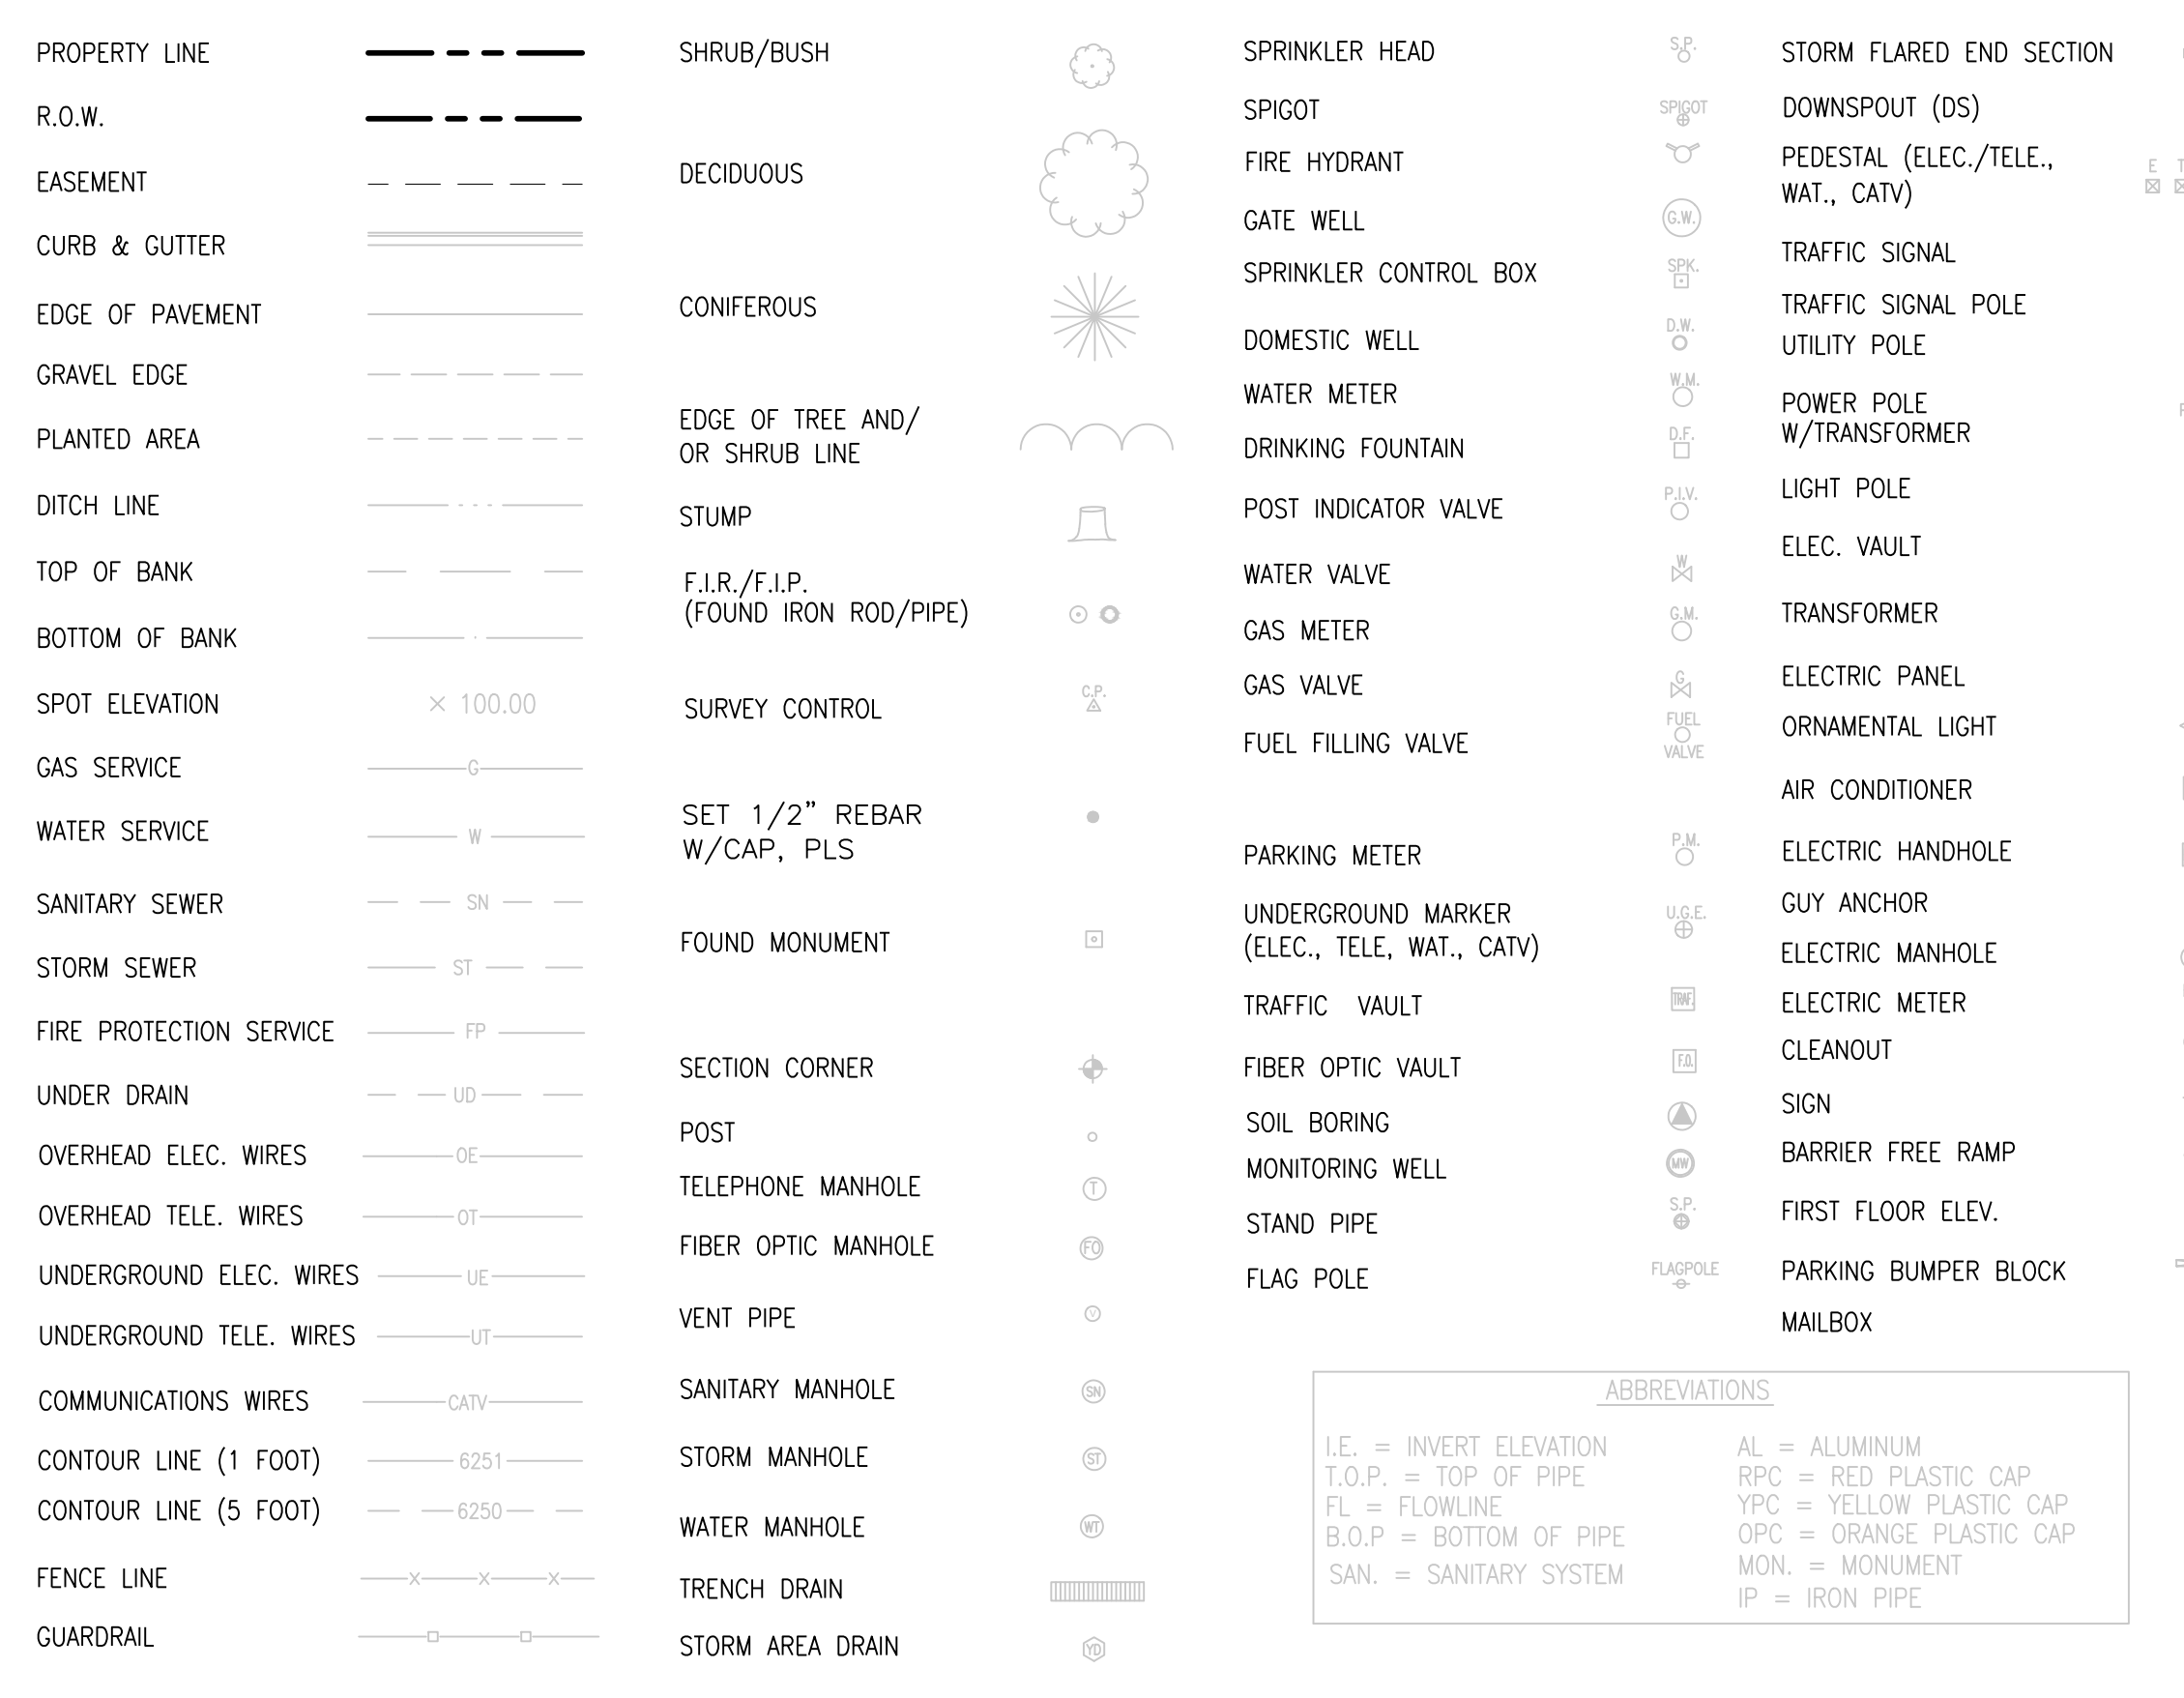 PROPERTY LINE
R.O.W.
EASEMENT
CURB & GUTTER
EDGE OF PAVEMENT
GRAVEL EDGE
PLANTED AREA
DITCH LINE
TOP OF BANK
BOTTOM OF BANK
SPOT ELEVATION × 100.00
GAS SERVICE G
WATER SERVICE W
SANITARY SEWER SN
STORM SEWER ST
FIRE PROTECTION SERVICE FP
UNDER DRAIN UD
OVERHEAD ELEC. WIRES OE
OVERHEAD TELE. WIRES OT
UNDERGROUND ELEC. WIRES UE
UNDERGROUND TELE. WIRES UT
COMMUNICATIONS WIRES CATV
CONTOUR LINE (1 FOOT) 6251
CONTOUR LINE (5 FOOT) 6250
FENCE LINE
GUARDRAIL
SHRUB/BUSH
DECIDUOUS
CONIFEROUS
EDGE OF TREE AND/
OR SHRUB LINE
STUMP
F.I.R./F.I.P.
(FOUND IRON ROD/PIPE)
C.P.
SURVEY CONTROL
SET 1/2” REBAR
W/CAP, PLS
FOUND MONUMENT
SECTION CORNER
POST
TELEPHONE MANHOLE T
FIBER OPTIC MANHOLE FO
VENT PIPE V
SANITARY MANHOLE SN
STORM MANHOLE ST
WATER MANHOLE WT
TRENCH DRAIN
STORM AREA DRAIN YD
SPRINKLER HEAD S.P.
SPIGOT SPIGOT
FIRE HYDRANT
GATE WELL G.W.
SPRINKLER CONTROL BOX SPK.
DOMESTIC WELL D.W.
WATER METER W.M.
DRINKING FOUNTAIN D.F.
POST INDICATOR VALVE P.I.V.
WATER VALVE W
GAS METER G.M.
GAS VALVE G
FUEL FILLING VALVE FUEL
VALVE
PARKING METER P.M.
UNDERGROUND MARKER U.G.E.
(ELEC., TELE, WAT., CATV)
TRAFFIC VAULT TRAF.
FIBER OPTIC VAULT F.O.
SOIL BORING
MONITORING WELL MW
STAND PIPE S.P.
FLAG POLE FLAGPOLE
STORM FLARED END SECTION
DOWNSPOUT (DS)
PEDESTAL (ELEC./TELE., E
WAT., CATV)
TRAFFIC SIGNAL
TRAFFIC SIGNAL POLE
UTILITY POLE
POWER POLE
W/TRANSFORMER
LIGHT POLE
ELEC. VAULT
TRANSFORMER
ELECTRIC PANEL
ORNAMENTAL LIGHT
AIR CONDITIONER
ELECTRIC HANDHOLE
GUY ANCHOR
ELECTRIC MANHOLE
ELECTRIC METER
CLEANOUT
SIGN
BARRIER FREE RAMP
FIRST FLOOR ELEV.
PARKING BUMPER BLOCK
MAILBOX
ABBREVIATIONS
I.E. = INVERT ELEVATION
T.O.P. = TOP OF PIPE
FL = FLOWLINE
B.O.P = BOTTOM OF PIPE
SAN. = SANITARY SYSTEM
AL = ALUMINUM
RPC = RED PLASTIC CAP
YPC = YELLOW PLASTIC CAP
OPC = ORANGE PLASTIC CAP
MON. = MONUMENT
IP = IRON PIPE